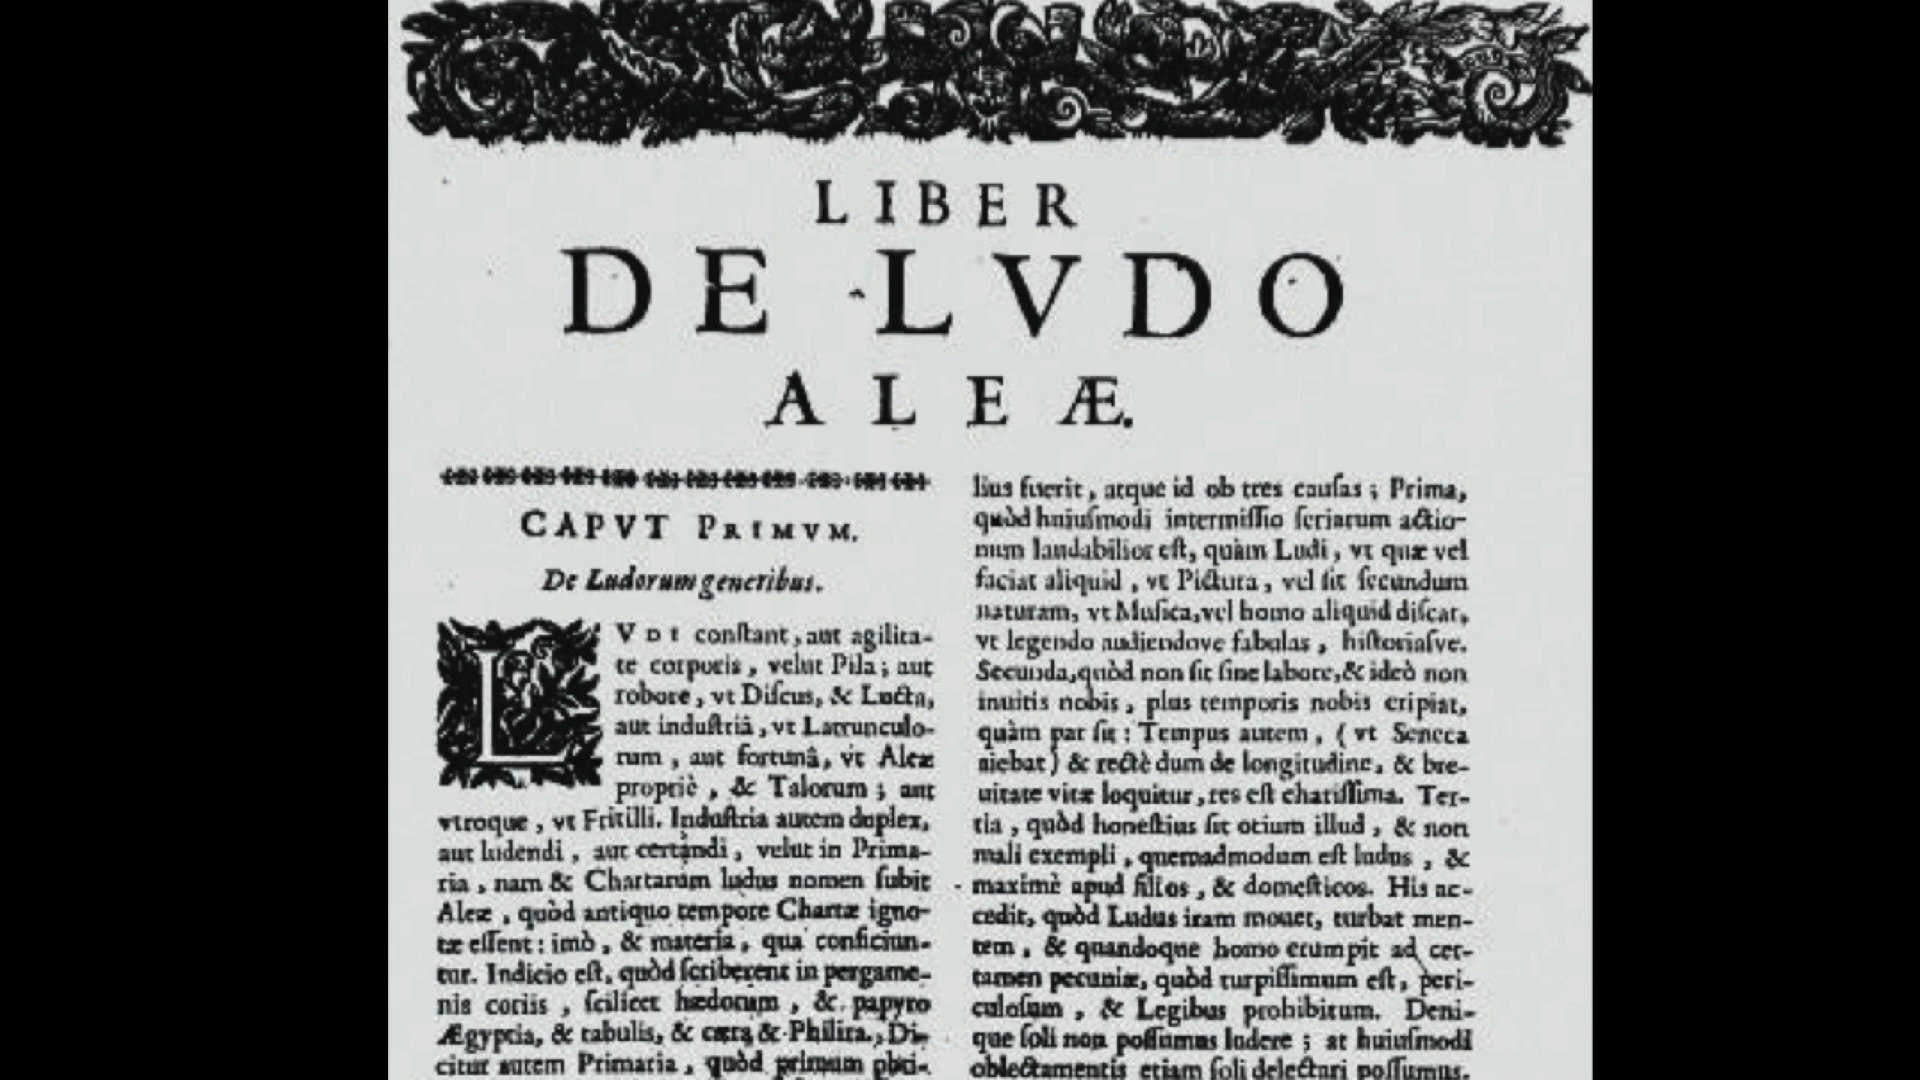 LIBER
DE LVDO
ALEÆ.
CAPVT PRIMVM.
De Ludorum generibus.
LVDI constant, aut agilita-
te corporis, velut Pila; aut
robore, vt Diſcus, & Lucta,
aut induſtriâ, vt Latrunculo-
rum, aut fortunâ, vt Aleæ
propriè, & Talorum; aut
vtroque, vt Fritilli. Induſtria autem duplex,
aut ludendi, aut certandi, velut in Prima-
ria, nam & Chartarum ludus nomen ſubit
Aleæ, quòd antiquo tempore Chartæ igno-
tæ eſſent: imò, & materia, qua conficiun-
tur. Indicio eſt, quòd ſcriberent in pergame-
nis coriis, ſcilicet hædorum, & papyro
Ægyptia, & tabulis, & cæra & Philira. Di-
citur autem Primaria, quòd primum
lius fuerit, atque id ob tres cauſas; Prima,
quòd huiuſmodi intermiſſio ſeriarum actio-
num laudabilior eſt, quàm Ludi, vt quæ vel
faciat aliquid, vt Pictura, vel ſit ſecundum
naturam, vt Muſica, vel homo aliquid diſcat,
vt legendo audiendove fabulas, hiſtoriaſve.
Secunda, quòd non ſit ſine labore, & ideò non
inuitis nobis, plus temporis nobis eripiat,
quàm par ſit: Tempus autem, (vt Seneca
aiebat) & rectè dum de longitudine, & bre-
uitate vitæ loquitur, res eſt chariſſima. Ter-
tia, quòd honeſtius ſit otium illud, & non
mali exempli, quemadmodum eſt ludus, &
maximè apud filios, & domeſticos. His ac-
cedit, quòd Ludus iram mouet, turbat men-
tem, & quandoque homo erumpit ad cer-
tamen pecuniæ, quòd turpiſſimum eſt, peri-
culoſum, & Legibus prohibitum. Deni-
que ſoli non poſſumus ludere; at huiuſmodi
oblectamentis etiam ſoli delectari poſſumus.